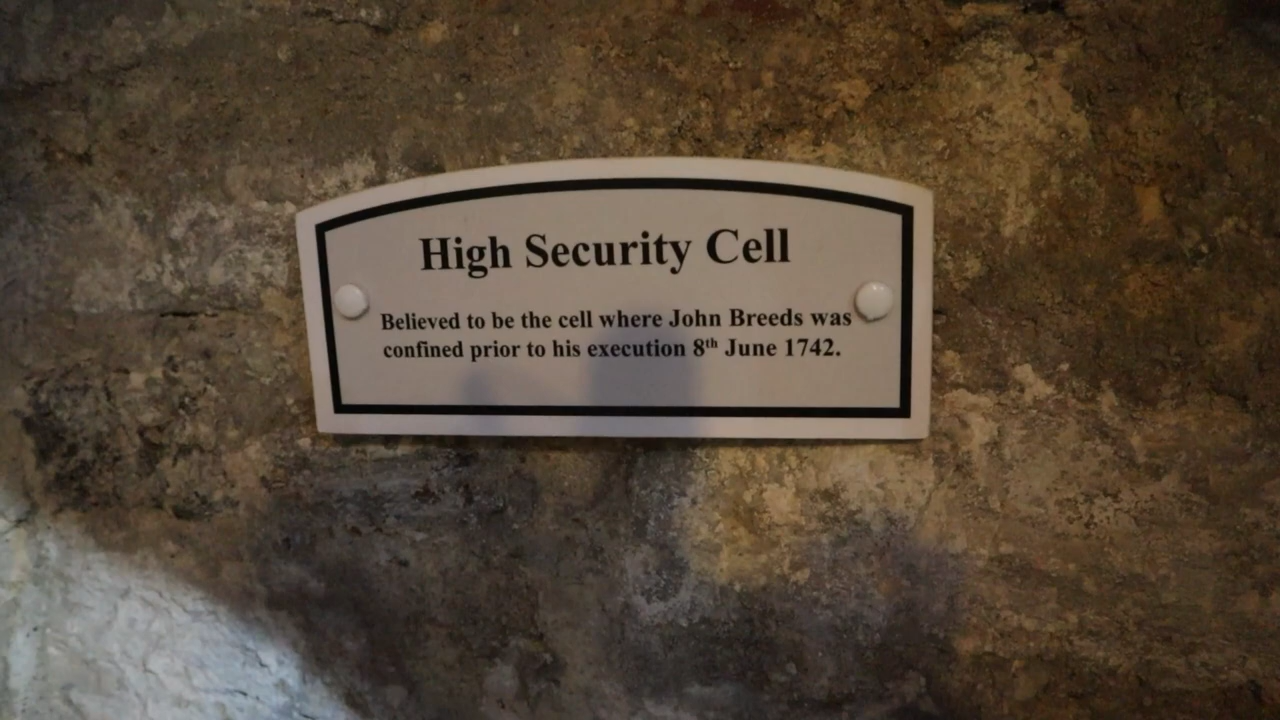 High Security Cell
Believed to be the cell where John Breeds was
confined prior to his execution 8th June 1742.